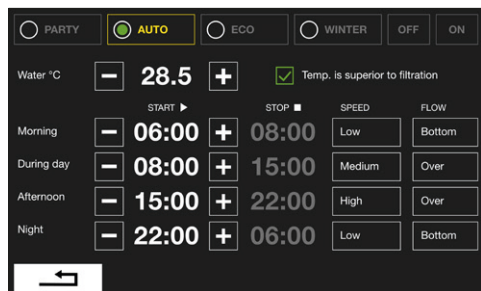 PARTY AUTO ECO WINTER OFF ON
Water °C − 28.5 + Temp. is superior to filtration
START STOP SPEED FLOW
Morning − 06:00 + 08:00 Low Bottom
During day − 08:00 + 15:00 Medium Over
Afternoon − 15:00 + 22:00 High Over
Night − 22:00 + 06:00 Low Bottom